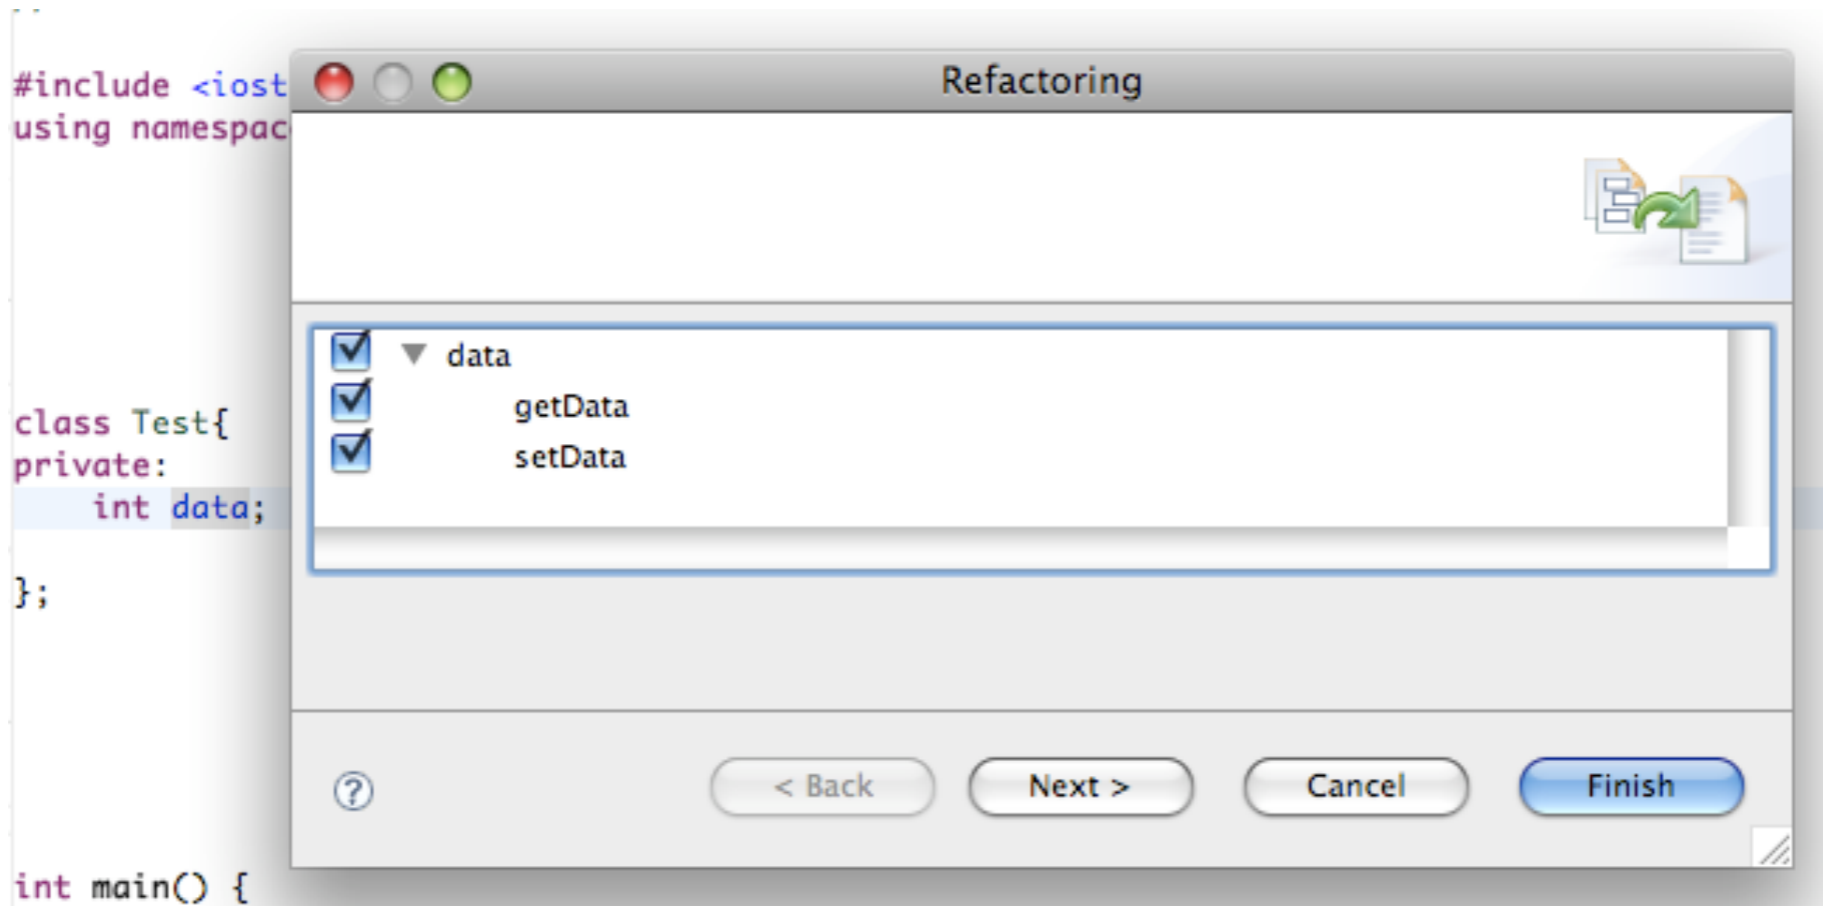 #include <iost
using namespac
class Test{
private:
int data;
};
int main() {
Refactoring
data
getData
setData
?
< Back
Next >
Cancel
Finish